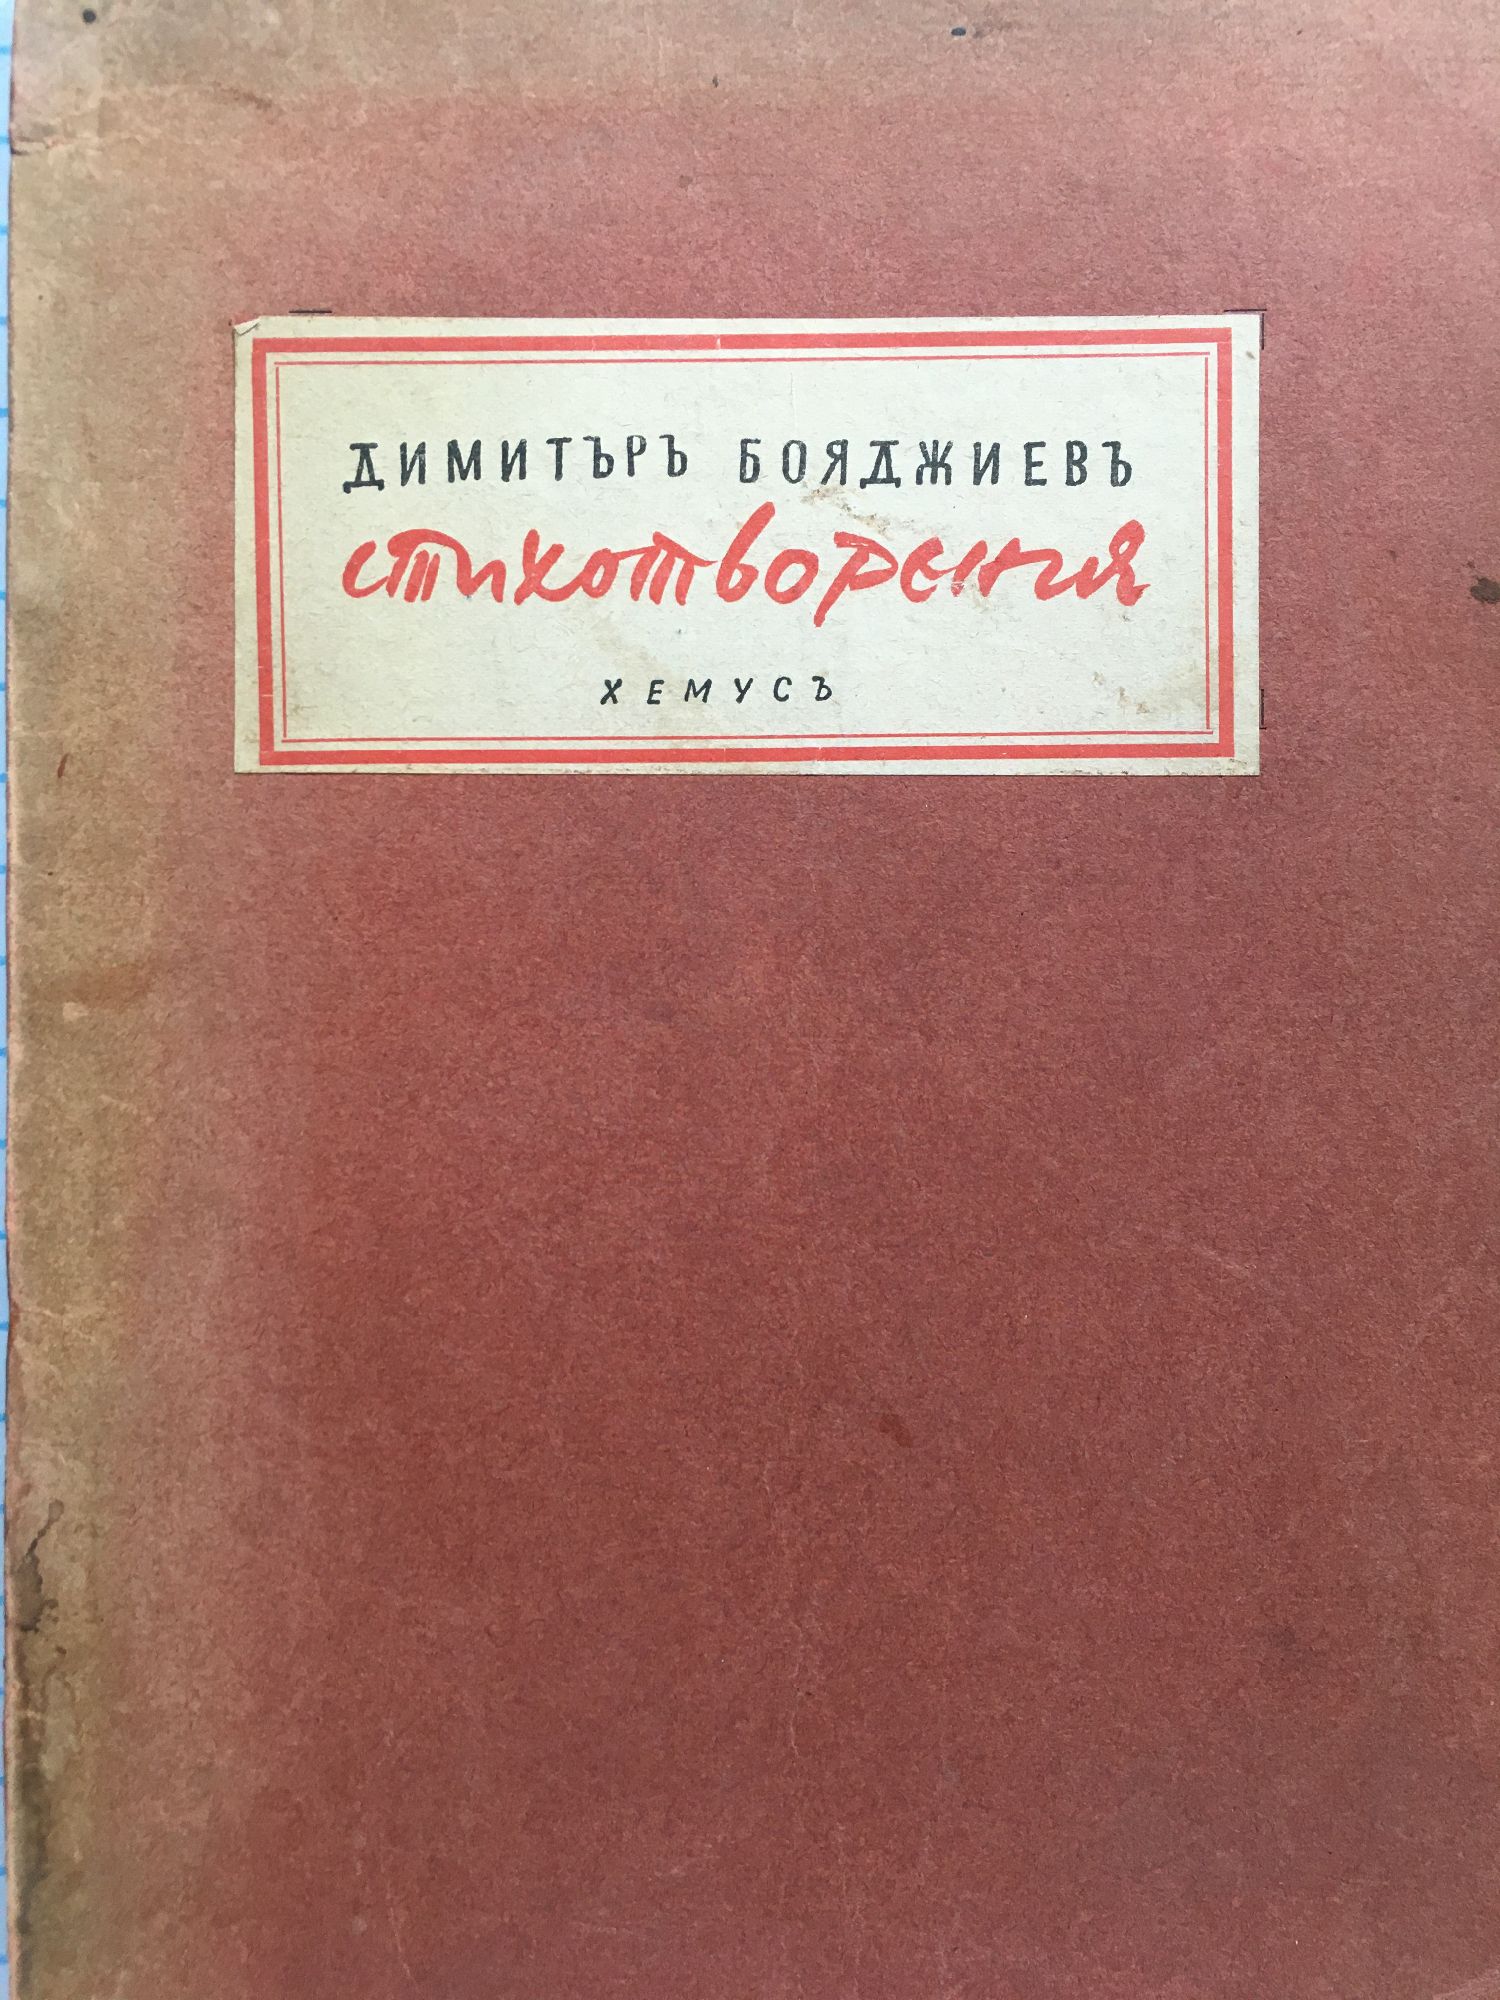 ДИМИТЪРЪ БОЯДЖИЕВЪ
стихотворения
ХЕМУСЪ